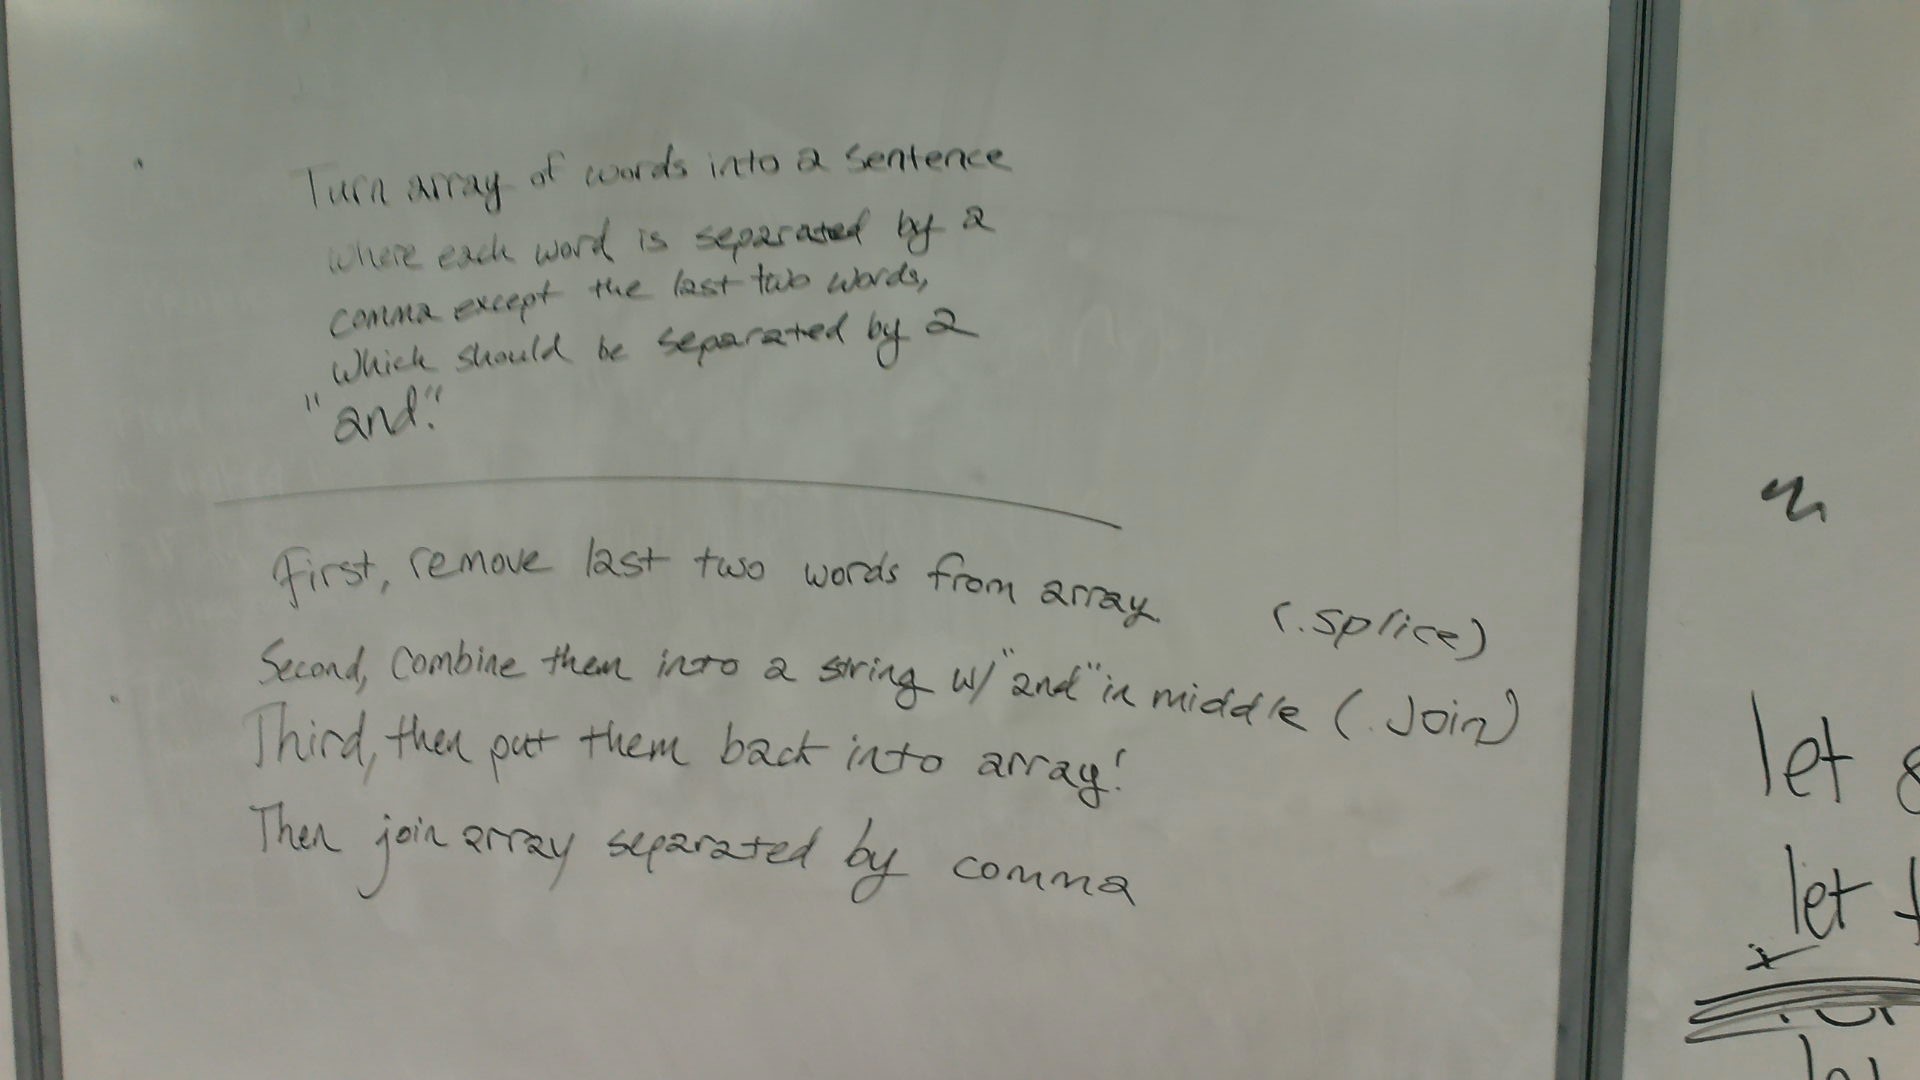 Turn array of words into a sentence
where each word is separated by a
comma except the last two words,
which should be separated by a
"and."
first, remove last two words from array. (.splice)
Second, combine them into a string w/ "and" in middle (.join)
Third, then put them back into array!
Then join array separated by comma
let
let